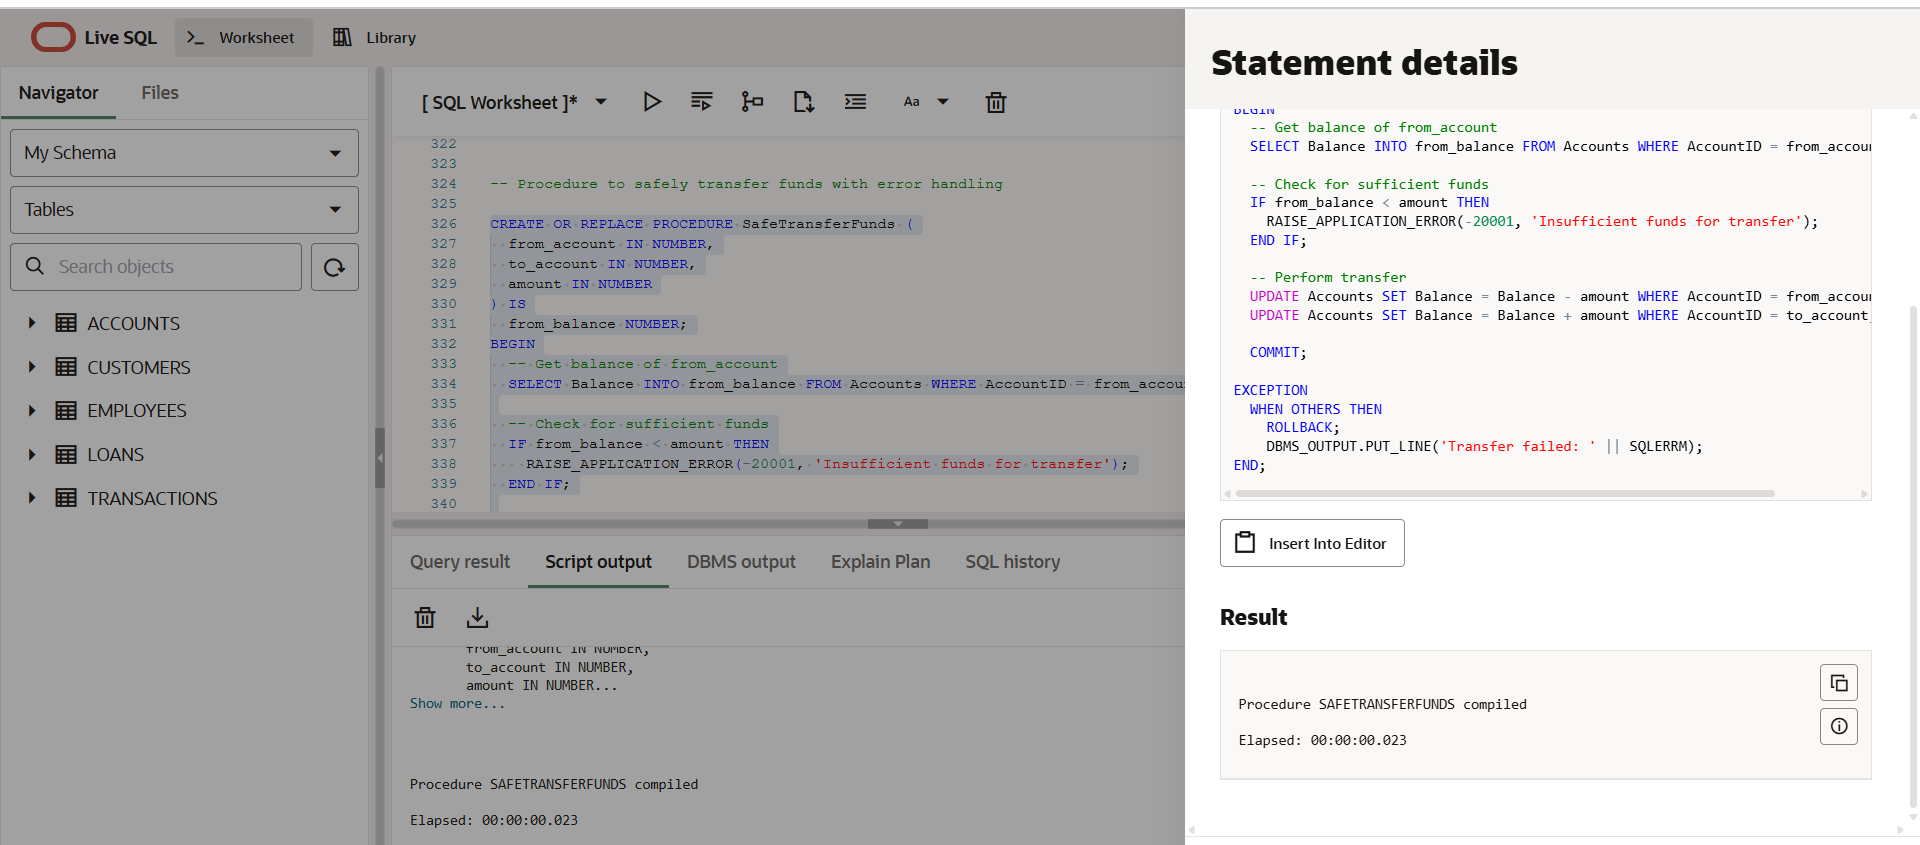 Live SQL
Worksheet
Library
Navigator
Files
My Schema
Tables
Search objects
ACCOUNTS
CUSTOMERS
EMPLOYEES
LOANS
TRANSACTIONS
[ SQL Worksheet ]*
Aa
322
323
324 -- Procedure to safely transfer funds with error handling
325
326 CREATE OR REPLACE PROCEDURE SafeTransferFunds (
327 from_account IN NUMBER,
328 to_account IN NUMBER,
329 amount IN NUMBER
330 ) IS
331 from_balance NUMBER;
332 BEGIN
333 -- Get balance of from_account
334 SELECT Balance INTO from_balance FROM Accounts WHERE AccountID = from_accou
335
336 -- Check for sufficient funds
337 IF from_balance < amount THEN
338 RAISE_APPLICATION_ERROR(-20001, 'Insufficient funds for transfer');
339 END IF;
340
Query result
Script output
DBMS output
Explain Plan
SQL history
from_account IN NUMBER,
to_account IN NUMBER,
amount IN NUMBER...
Show more...
Procedure SAFETRANSFERFUNDS compiled
Elapsed: 00:00:00.023
Statement details
BEGIN
-- Get balance of from_account
SELECT Balance INTO from_balance FROM Accounts WHERE AccountID = from_accou
-- Check for sufficient funds
IF from_balance < amount THEN
RAISE_APPLICATION_ERROR(-20001, 'Insufficient funds for transfer');
END IF;
-- Perform transfer
UPDATE Accounts SET Balance = Balance - amount WHERE AccountID = from_accou
UPDATE Accounts SET Balance = Balance + amount WHERE AccountID = to_account
COMMIT;
EXCEPTION
WHEN OTHERS THEN
ROLLBACK;
DBMS_OUTPUT.PUT_LINE('Transfer failed: ' || SQLERRM);
END;
Insert Into Editor
Result
Procedure SAFETRANSFERFUNDS compiled
Elapsed: 00:00:00.023